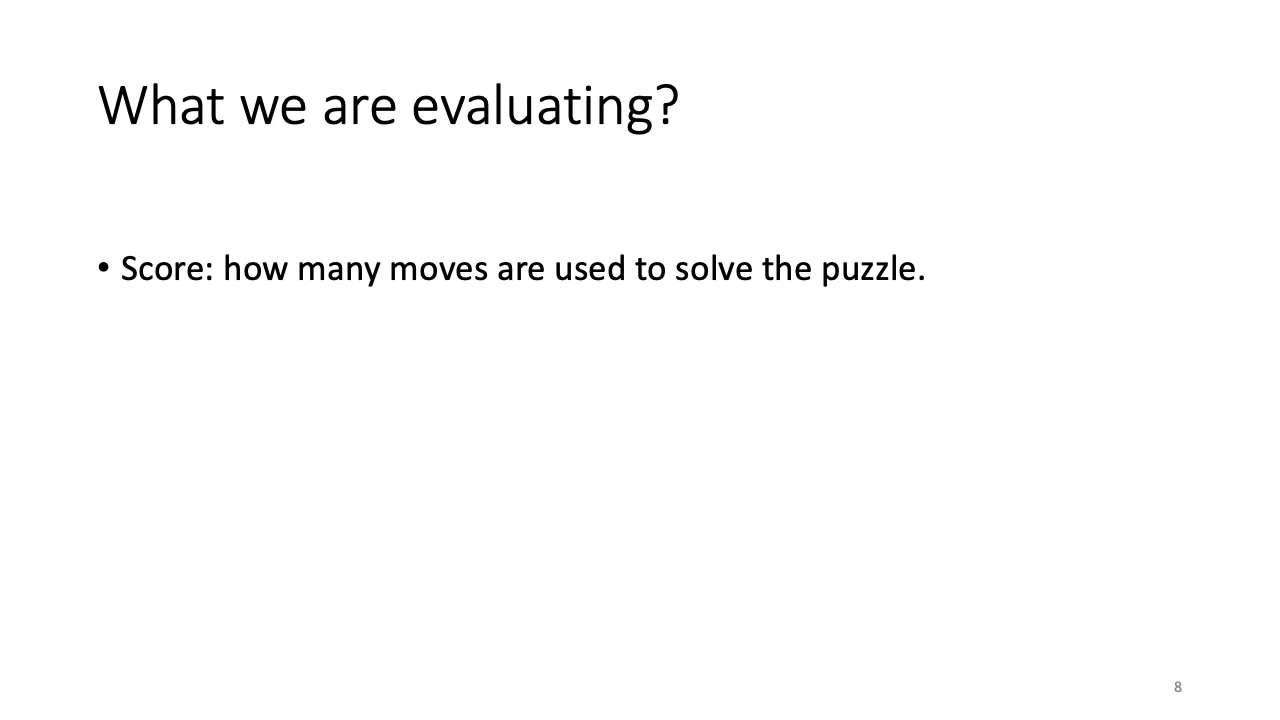 What we are evaluating?
• Score: how many moves are used to solve the puzzle.
8